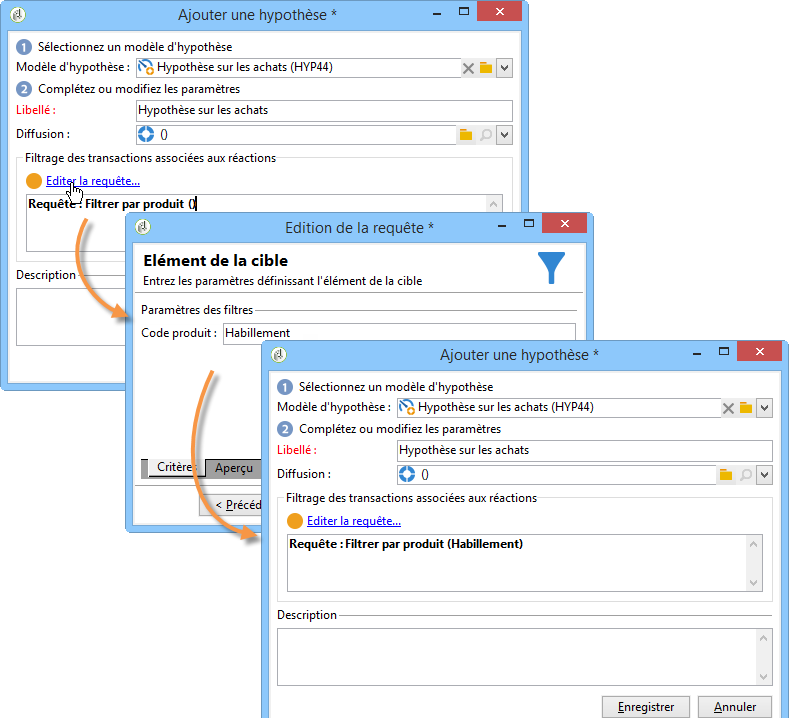 Ajouter une hypothèse *
1 Sélectionnez un modèle d'hypothèse
Modèle d'hypothèse : Hypothèse sur les achats (HYP44)
2 Complétez ou modifiez les paramètres
Libellé : Hypothèse sur les achats
Diffusion : ()
Filtrage des transactions associées aux réactions
Editer la requête...
Requête : Filtrer par produit ()
Description
Edition de la requête *
Elément de la cible
Entrez les paramètres définissant l'élément de la cible
Paramètres des filtres
Code produit : Habillement
Critères Aperçu
< Précéd
Ajouter une hypothèse *
1 Sélectionnez un modèle d'hypothèse
Modèle d'hypothèse : Hypothèse sur les achats (HYP44)
2 Complétez ou modifiez les paramètres
Libellé : Hypothèse sur les achats
Diffusion : ()
Filtrage des transactions associées aux réactions
Editer la requête...
Requête : Filtrer par produit (Habillement)
Description
Enregistrer Annuler